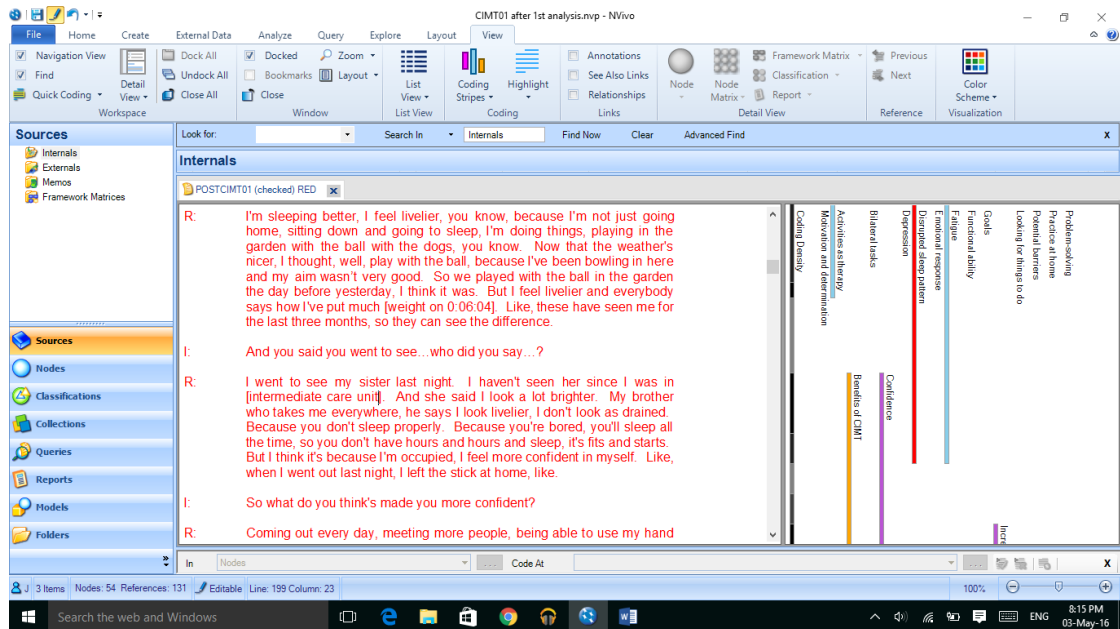 CIMT01 after 1st analysis.nvp - NVivo
File Home Create External Data Analyze Query Explore Layout View
Navigation View
Find
Quick Coding
Detail View
Workspace
Dock All
Undock All
Close All
Docked
Bookmarks
Close
Zoom
Layout
Window
List View
List View
Coding Stripes
Highlight
Coding
Annotations
See Also Links
Relationships
Links
Node
Node Matrix
Framework Matrix
Classification
Report
Detail View
Previous
Next
Reference
Color Scheme
Visualization
Sources
Internals
Externals
Memos
Framework Matrices
Look for: Search In Internals Find Now Clear Advanced Find X
Internals
POSTCIMT01 (checked) RED x
R: I'm sleeping better, I feel livelier, you know, because I'm not just going
home, sitting down and going to sleep, I'm doing things, playing in the
garden with the ball with the dogs, you know. Now that the weather's
nicer, I thought, well, play with the ball, because I've been bowling in here
and my aim wasn't very good. So we played with the ball in the garden
the day before yesterday, I think it was. But I feel livelier and everybody
says how I've put much [weight on 0:06:04]. Like, these have seen me for
the last three months, so they can see the difference.
I: And you said you went to see…who did you say…?
R: I went to see my sister last night. I haven't seen her since I was in
[intermediate care unit]. And she said I look a lot brighter. My brother
who takes me everywhere, he says I look livelier, I don't look as drained.
Because you don't sleep properly. Because you're bored, you'll sleep all
the time, so you don't have hours and hours and sleep, it's fits and starts.
But I think it's because I'm occupied, I feel more confident in myself. Like,
when I went out last night, I left the stick at home, like.
I: So what do you think's made you more confident?
R: Coming out every day, meeting more people, being able to use my hand
Coding Density
Motivation and determination
Activities as therapy
Benefits of CIMT
Bilateral tasks
Confidence
Depression
Disrupted sleep pattern
Emotional response
Fatigue
Functional ability
Goals
Incre
Looking for things to do
Potential barriers
Practice at home
Problem-solving
Sources
Nodes
Classifications
Collections
Queries
Reports
Models
Folders
In Nodes ... Code At ... X
J 3 Items Nodes: 54 References: 131 Editable Line: 199 Column: 23 100%
Search the web and Windows
ENG
8:15 PM
03-May-16